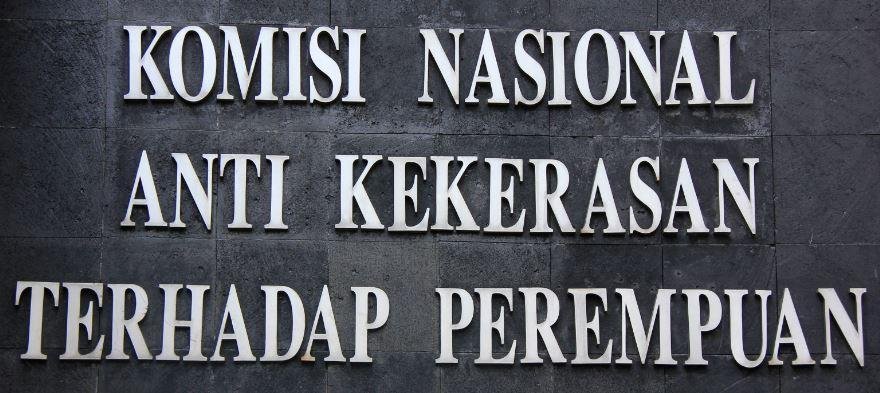 KOMISI NASIONAL
ANTI KEKERASAN
TERHADAP PEREMPUAN